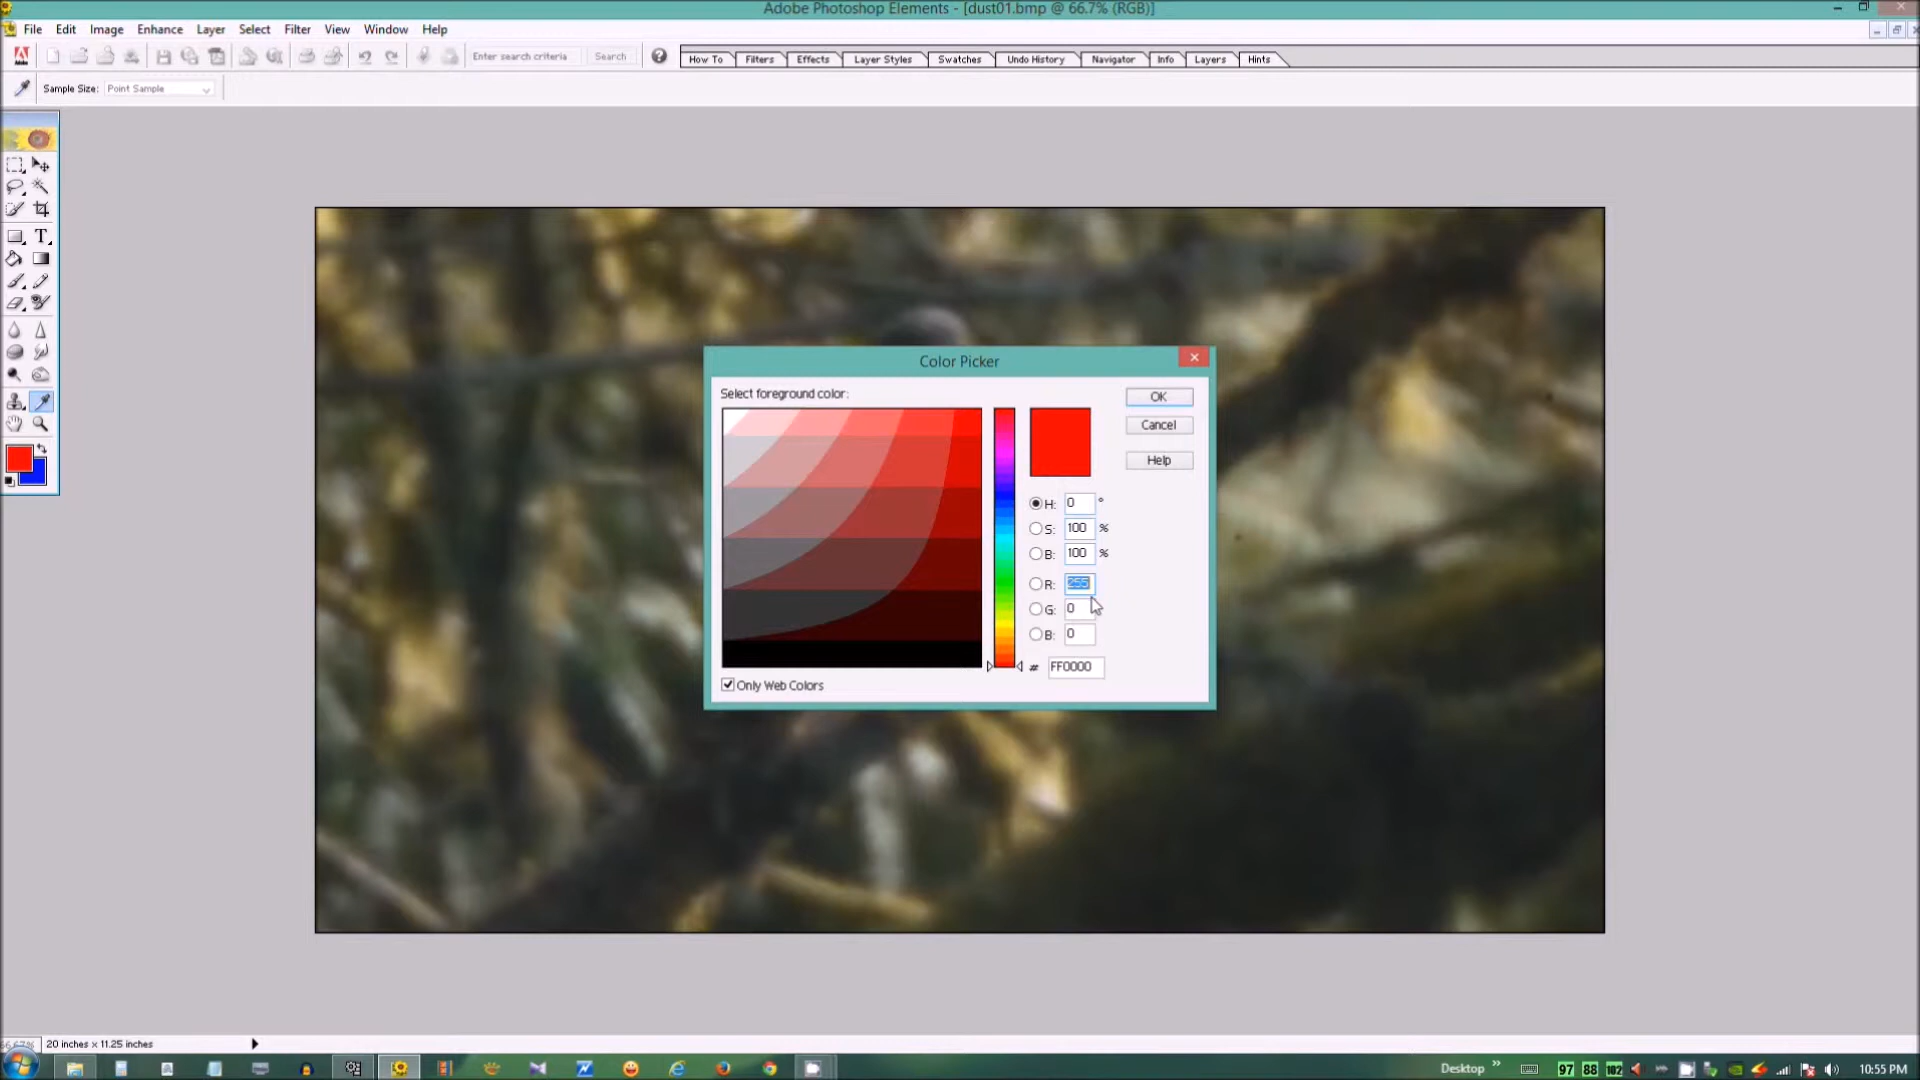 Adobe Photoshop Elements - [dust01.bmp @ 66.7% (RGB)]
File Edit Image Enhance Layer Select Filter View Window Help
Enter search criteria Search How To Filters Effects Layer Styles Swatches Undo History Navigator Info Layers Hints
Sample Size: Point Sample
Color Picker
Select foreground color:
OK
Cancel
Help
H: 0 °
S: 100 %
B: 100 %
R: 255
G: 0
B: 0
# FF0000
Only Web Colors
20 inches x 11.25 inches
Desktop 97 88 102 10:55 PM